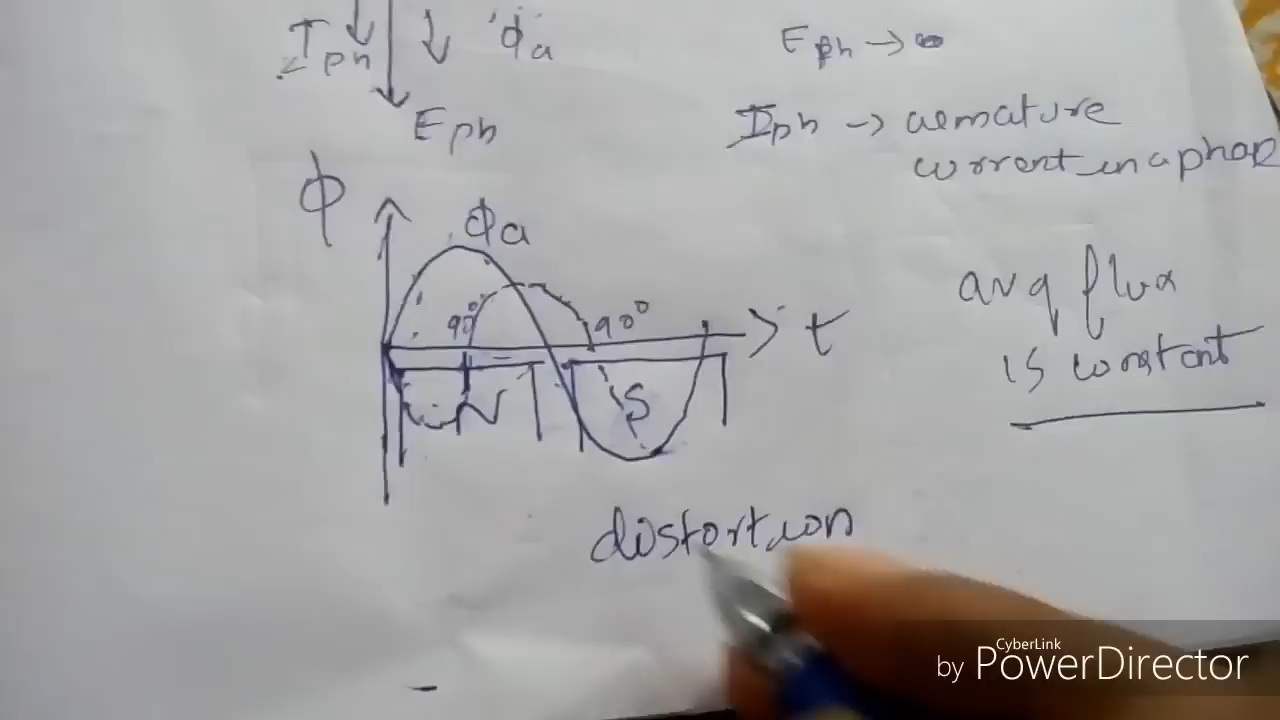 Iph
ϕa
Eph
Eph →
Iph → armature
current in a phase
ϕ
ϕa
90°
90°
t
N
S
avg flux
is constant
distortion
CyberLink
by PowerDirector